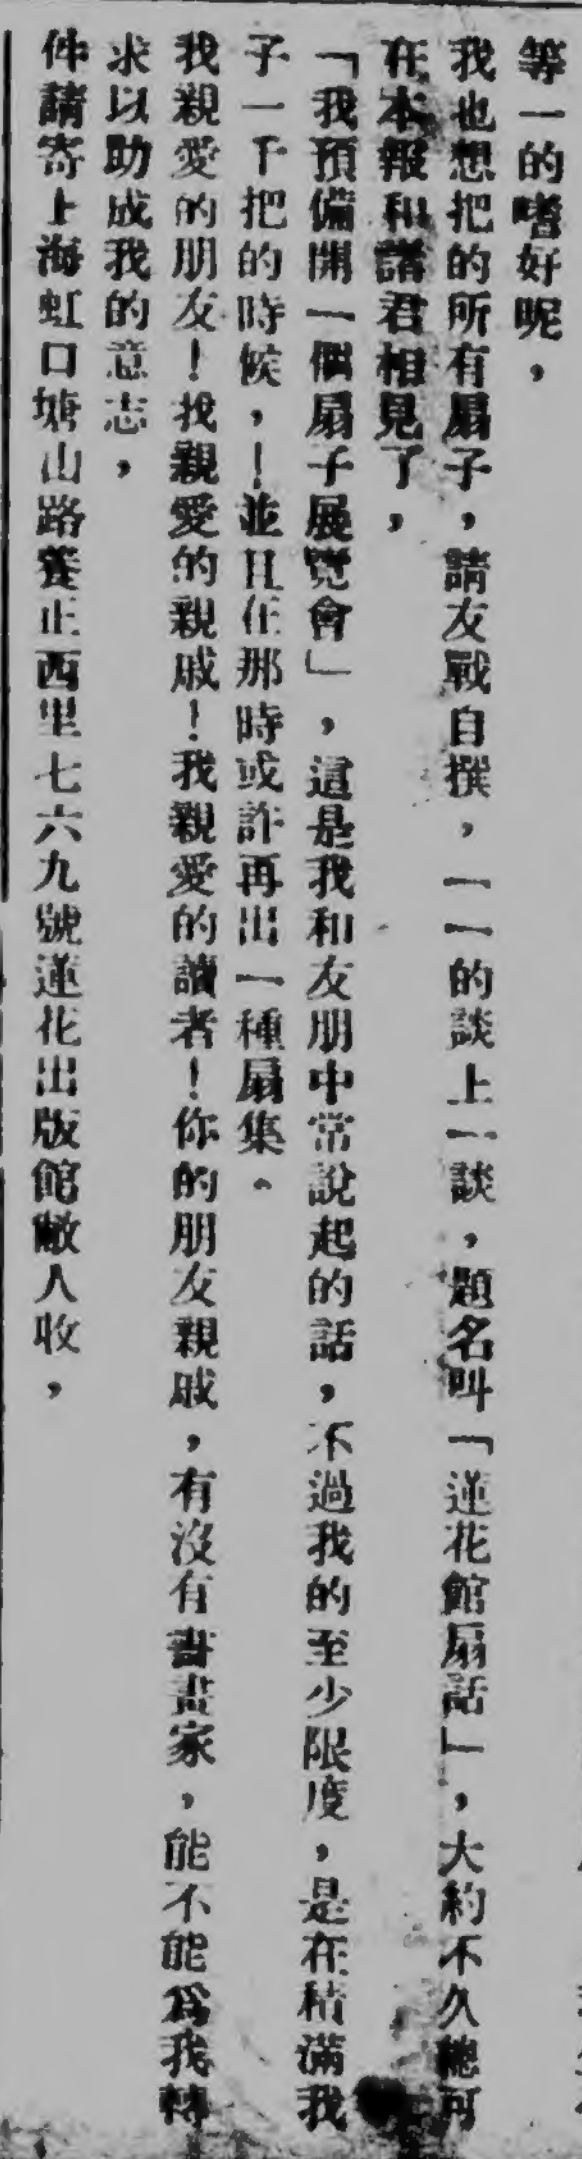 等一的嗜好呢，
我也想把的所有扇子，請友戰自撰，一一的談上一談，題名叫「蓮花館扇話」，大約不久總可
在本報和諸君相見了，
「我預備開一個扇子展覽會」，這是我和友朋中常說起的話，不過我的至少限度，是在積滿我
子一千把的時候，！並且在那時或許再出一種扇集。
我親愛的朋友！我親愛的親戚！我親愛的讀者！你的朋友親戚，有沒有書畫家，能不能爲我轉
求以助成我的意志，
件請寄上海虹口塘山路養正西里七六九號蓮花出版館敝人收，